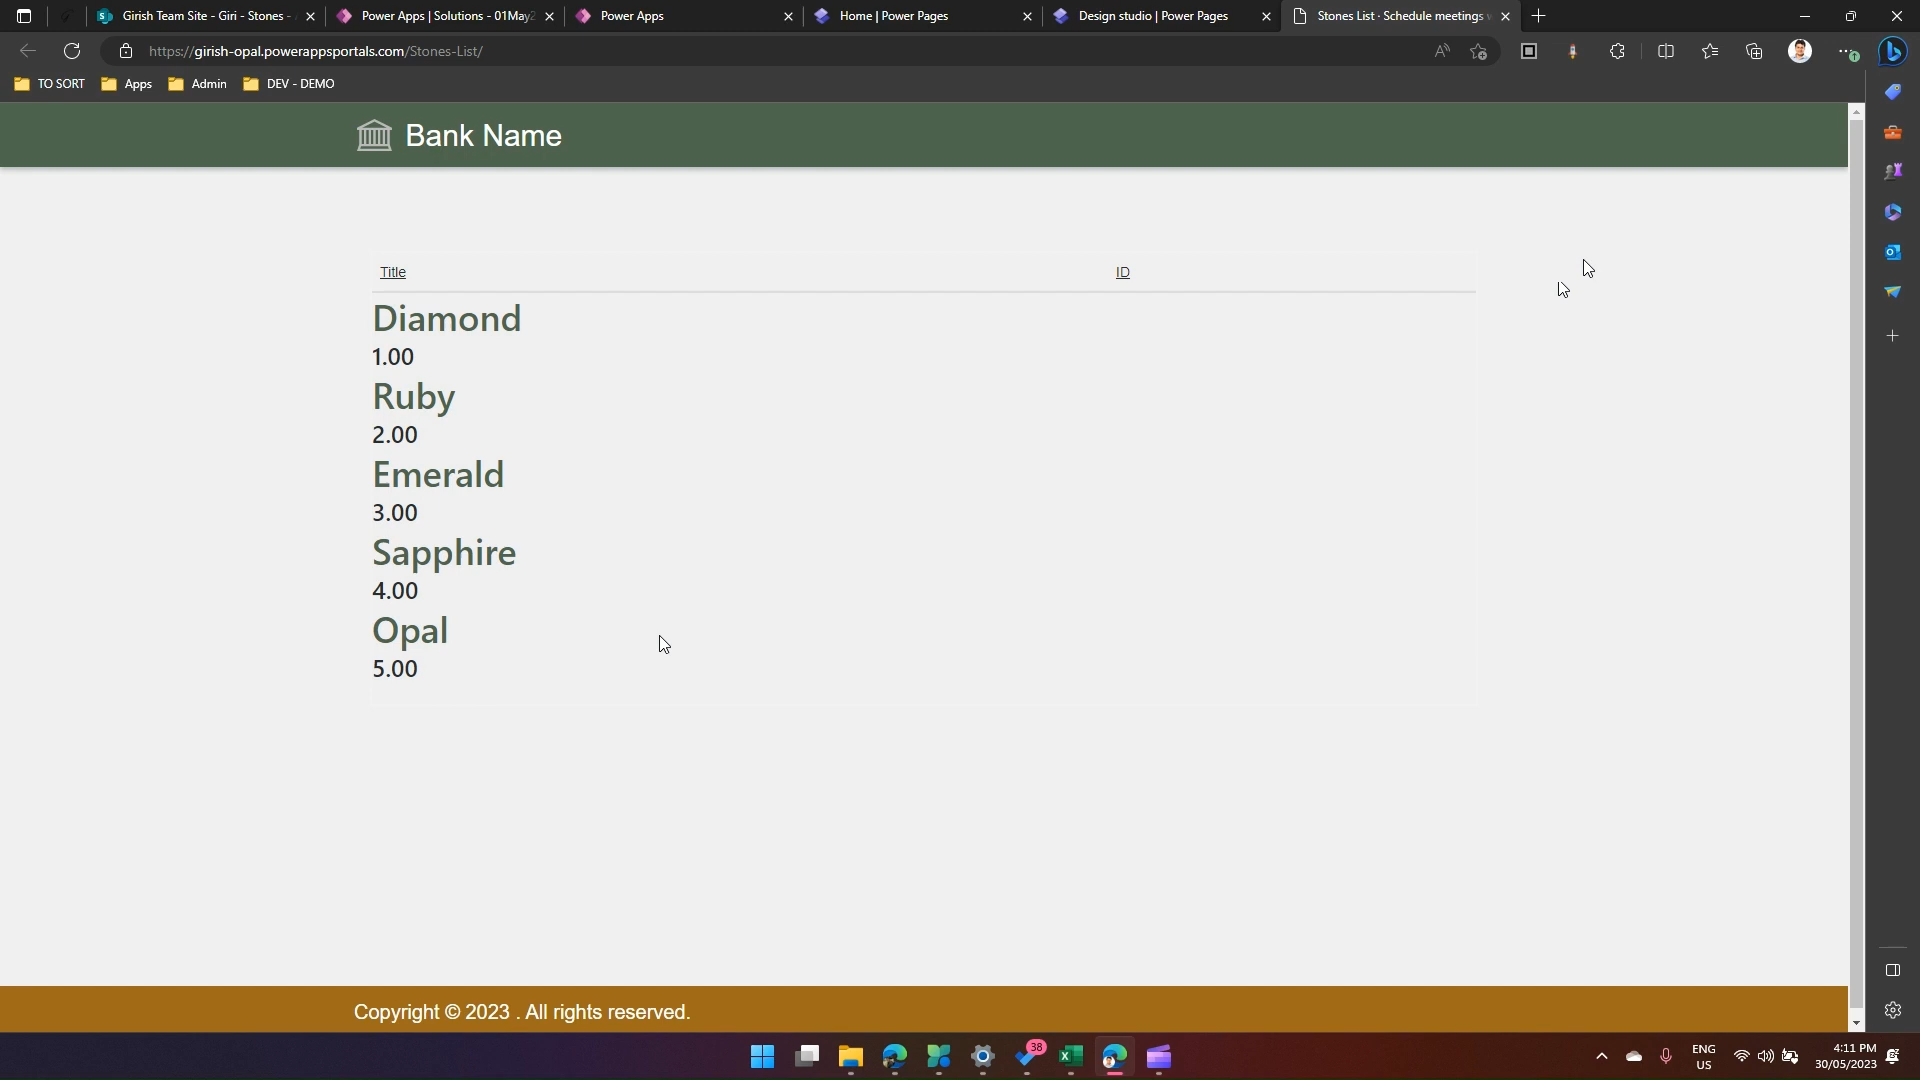 Girish Team Site - Giri - Stones -
Power Apps | Solutions - 01May2
Power Apps
Home | Power Pages
Design studio | Power Pages
Stones List · Schedule meetings w
https://girish-opal.powerappsportals.com/Stones-List/
TO SORT
Apps
Admin
DEV - DEMO
Bank Name
Title
ID
Diamond
1.00
Ruby
2.00
Emerald
3.00
Sapphire
4.00
Opal
5.00
Copyright © 2023 . All rights reserved.
38
ENG
US
4:11 PM
30/05/2023